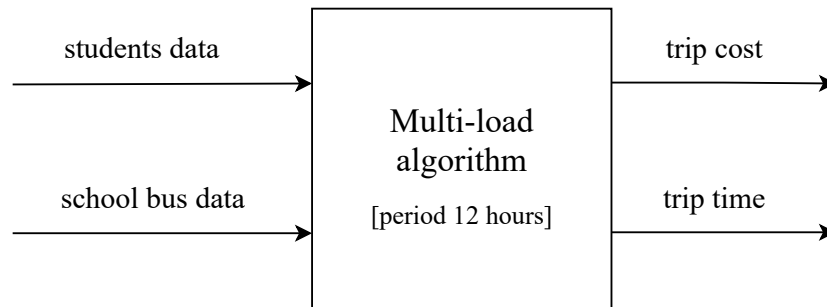 students data
trip cost
Multi-load
algorithm
school bus data
[period 12 hours]
trip time